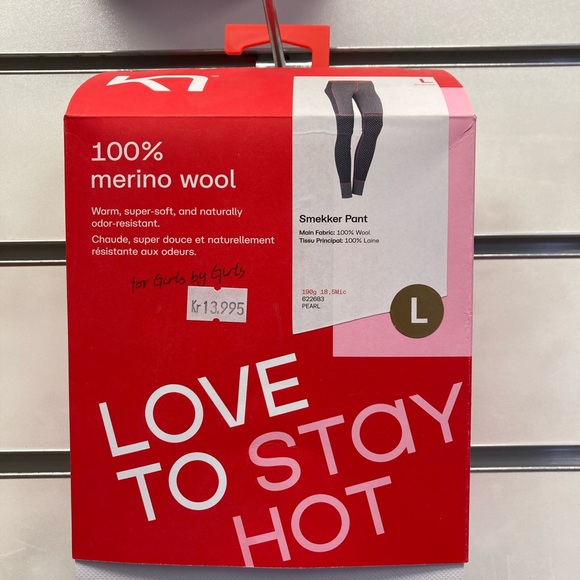 L
100%
merino wool
Warm, super-soft, and naturally
odor-resistant.
Chaude, super douce et naturellement
résistante aux odeurs.
for Girls by Girls
Kr13.995
Smekker Pant
Main Fabric: 100% Wool
Tissu Principal: 100% Laine
190g 18,5Mic
622683
PEARL
L
LOVE
TO STAY
HOT